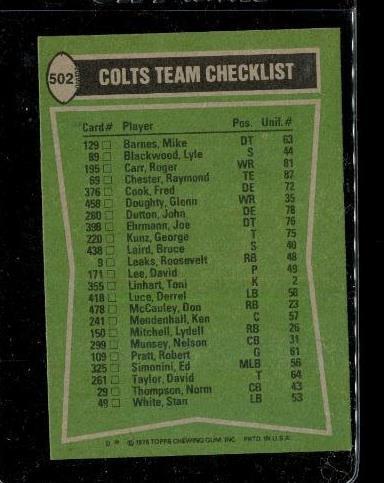 502 COLTS TEAM CHECKLIST
Card # Player Pos. Unif. #
129 □ Barnes, Mike DT 63
89 □ Blackwood, Lyle S 44
195 □ Carr, Roger WR 81
69 □ Chester, Raymond TE 87
376 □ Cook, Fred DE 72
458 □ Doughty, Glenn WR 35
280 □ Dutton, John DE 78
398 □ Ehrmann, Joe DT 76
220 □ Kunz, George T 75
438 □ Laird, Bruce S 40
9 □ Leaks, Roosevelt RB 48
171 □ Lee, David P 49
355 □ Linhart, Toni K 2
418 □ Luce, Derrel LB 58
478 □ McCauley, Don RB 23
241 □ Mendenhall, Ken C 57
150 □ Mitchell, Lydell RB 26
299 □ Munsey, Nelson CB 31
109 □ Pratt, Robert G 61
325 □ Simonini, Ed MLB 56
261 □ Taylor, David T 64
29 □ Thompson, Norm CB 43
49 □ White, Stan LB 53
© 1978 TOPPS CHEWING GUM, INC. PRTD. IN U.S.A.